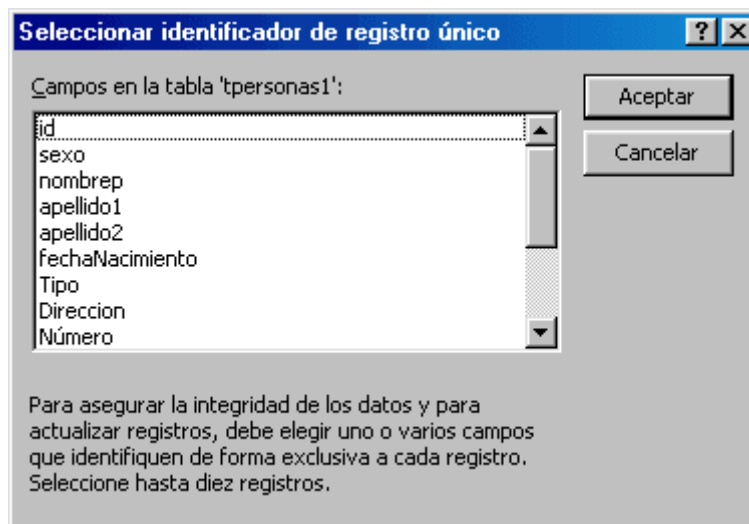 Seleccionar identificador de registro único
Campos en la tabla 'tpersonas1':
Aceptar
id
sexo
Cancelar
nombrep
apellido1
apellido2
fechaNacimiento
Tipo
Direccion
Número
Para asegurar la integridad de los datos y para
actualizar registros, debe elegir uno o varios campos
que identifiquen de forma exclusiva a cada registro.
Seleccione hasta diez registros.